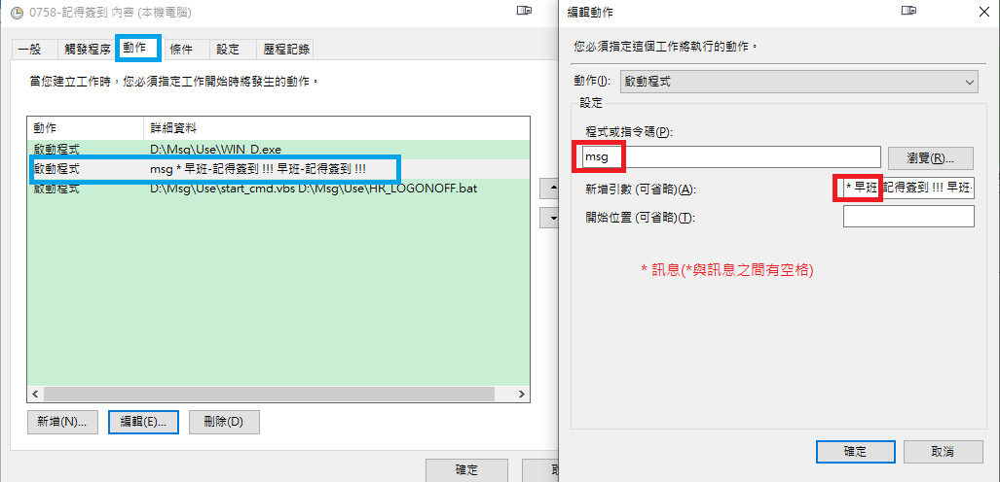 0758-記得簽到 內容 (本機電腦)
一般 觸發程序 動作 條件 設定 歷程記錄
當您建立工作時，您必須指定工作開始時將發生的動作。
動作 詳細資料
啟動程式 D:\Msg\Use\WIN_D.exe
啟動程式 msg * 早班-記得簽到 !!! 早班-記得簽到 !!!
啟動程式 D:\Msg\Use\start_cmd.vbs D:\Msg\Use\HR_LOGONOFF.bat
新增(N)... 編輯(E)... 刪除(D)
確定
編輯動作
您必須指定這個工作將執行的動作。
動作(I): 啟動程式
設定
程式或指令碼(P):
msg 瀏覽(R)...
新增引數 (可省略)(A): * 早班-記得簽到 !!! 早班-
開始位置 (可省略)(T):
* 訊息(*與訊息之間有空格)
確定 取消